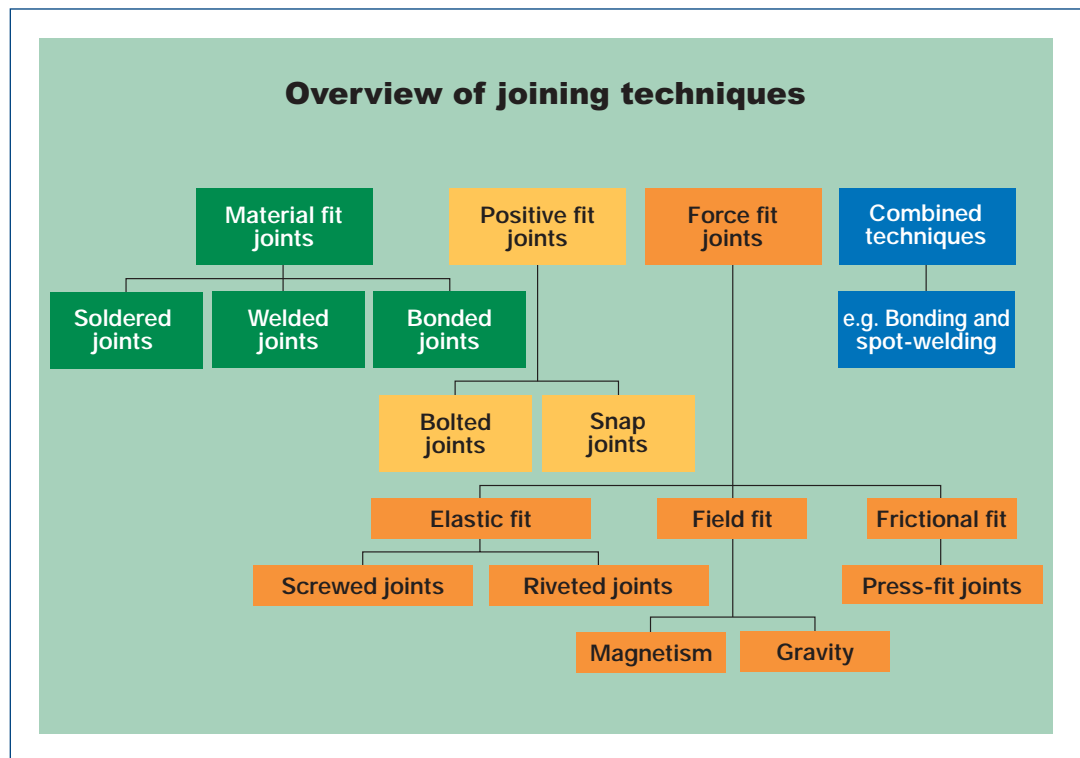 Overview of joining techniques
Material fit
joints
Positive fit
joints
Force fit
joints
Combined
techniques
Soldered
joints
Welded
joints
Bonded
joints
e.g. Bonding and
spot-welding
Bolted
joints
Snap
joints
Elastic fit
Field fit
Frictional fit
Screwed joints
Riveted joints
Press-fit joints
Magnetism
Gravity